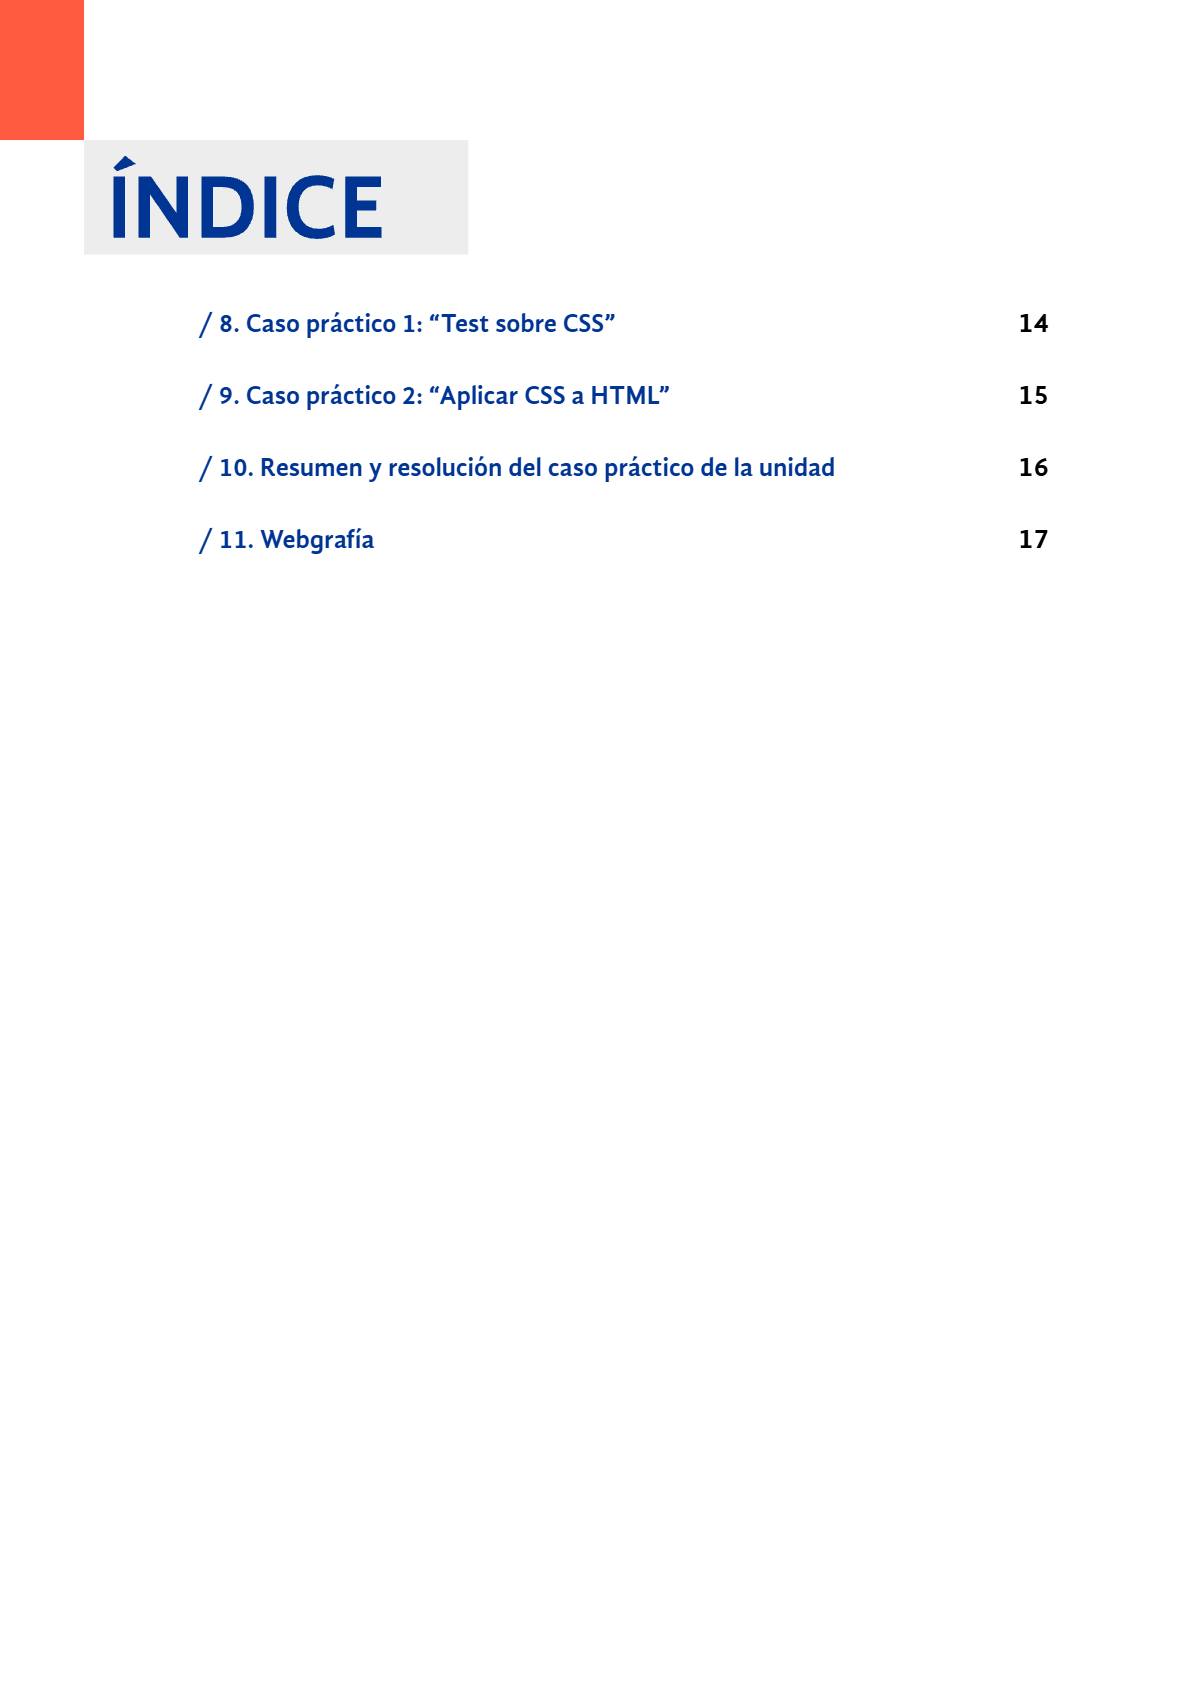 ÍNDICE
/ 8. Caso práctico 1: “Test sobre CSS” 14
/ 9. Caso práctico 2: “Aplicar CSS a HTML” 15
/ 10. Resumen y resolución del caso práctico de la unidad 16
/ 11. Webgrafía 17